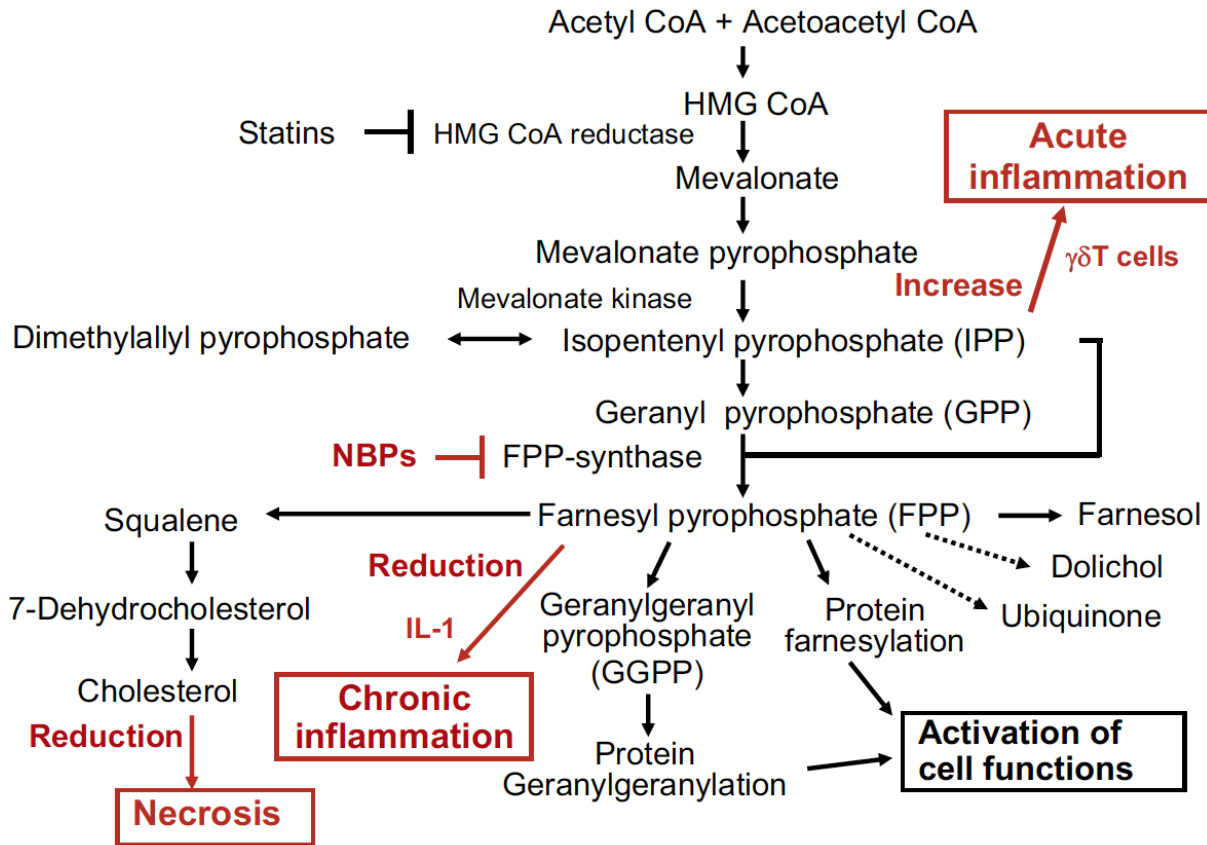 Acetyl CoA + Acetoacetyl CoA
HMG CoA
Statins
HMG CoA reductase
Acute
inflammation
Mevalonate
Mevalonate pyrophosphate
γδT cells
Increase
Mevalonate kinase
Dimethylallyl pyrophosphate
Isopentenyl pyrophosphate (IPP)
Geranyl pyrophosphate (GPP)
NBPs
FPP-synthase
Squalene
Farnesyl pyrophosphate (FPP)
Farnesol
Reduction
Dolichol
7-Dehydrocholesterol
Geranylgeranyl
pyrophosphate
(GGPP)
Protein
farnesylation
Ubiquinone
IL-1
Cholesterol
Chronic
inflammation
Reduction
Activation of
cell functions
Protein
Geranylgeranylation
Necrosis